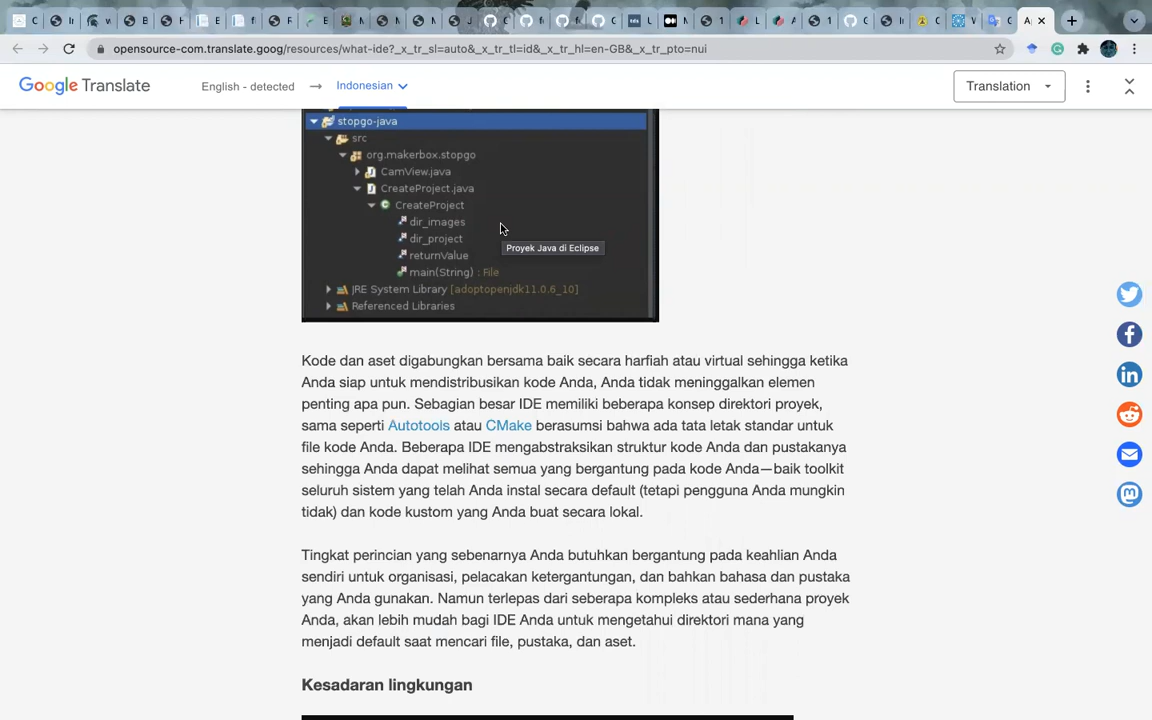 opensource-com.translate.goog/resources/what-ide?_x_tr_sl=auto&_x_tr_tl=id&_x_tr_hl=en-GB&_x_tr_pto=nui
Google Translate English - detected → Indonesian Translation
stopgo-java
src
org.makerbox.stopgo
CamView.java
CreateProject.java
CreateProject
dir_images
dir_project
Proyek Java di Eclipse
returnValue
main(String) : File
JRE System Library [adoptopenjdk11.0.6_10]
Referenced Libraries
Kode dan aset digabungkan bersama baik secara harfiah atau virtual sehingga ketika
Anda siap untuk mendistribusikan kode Anda, Anda tidak meninggalkan elemen
penting apa pun. Sebagian besar IDE memiliki beberapa konsep direktori proyek,
sama seperti Autotools atau CMake berasumsi bahwa ada tata letak standar untuk
file kode Anda. Beberapa IDE mengabstraksikan struktur kode Anda dan pustakanya
sehingga Anda dapat melihat semua yang bergantung pada kode Anda—baik toolkit
seluruh sistem yang telah Anda instal secara default (tetapi pengguna Anda mungkin
tidak) dan kode kustom yang Anda buat secara lokal.
Tingkat perincian yang sebenarnya Anda butuhkan bergantung pada keahlian Anda
sendiri untuk organisasi, pelacakan ketergantungan, dan bahkan bahasa dan pustaka
yang Anda gunakan. Namun terlepas dari seberapa kompleks atau sederhana proyek
Anda, akan lebih mudah bagi IDE Anda untuk mengetahui direktori mana yang
menjadi default saat mencari file, pustaka, dan aset.
Kesadaran lingkungan